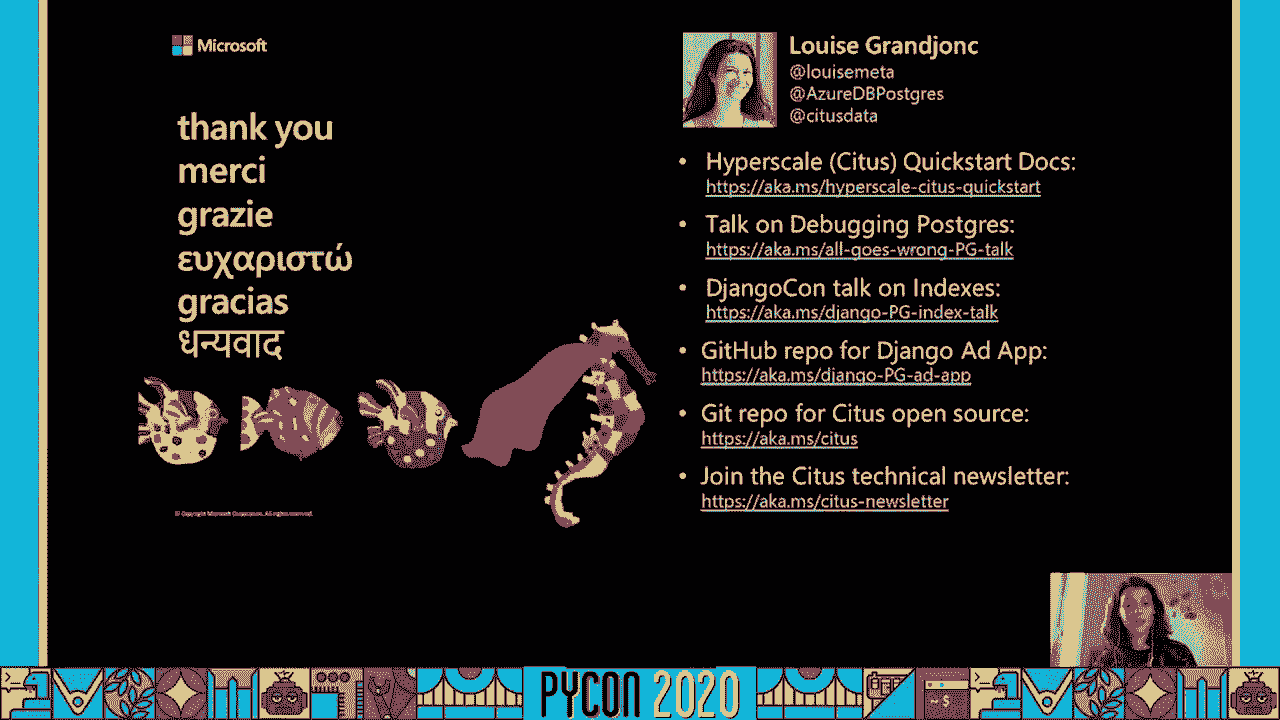 Microsoft
thank you
merci
grazie
ευχαριστώ
gracias
धन्यवाद
© Copyright Microsoft Corporation. All rights reserved.
Louise Grandjonc
@louisemeta
@AzureDBPostgres
@citusdata
• Hyperscale (Citus) Quickstart Docs:
https://aka.ms/hyperscale-citus-quickstart
• Talk on Debugging Postgres:
https://aka.ms/all-goes-wrong-PG-talk
• DjangoCon talk on Indexes:
https://aka.ms/django-PG-index-talk
• GitHub repo for Django Ad App:
https://aka.ms/django-PG-ad-app
• Git repo for Citus open source:
https://aka.ms/citus
• Join the Citus technical newsletter:
https://aka.ms/citus-newsletter
PYCON 2020